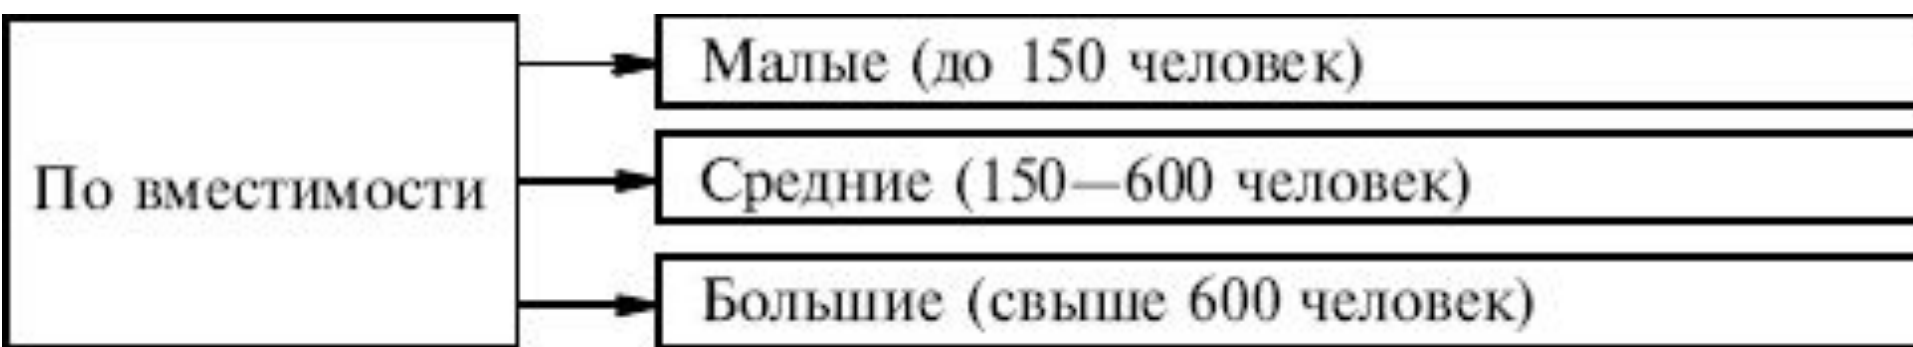 По вместимости
Малые (до 150 человек)
Средние (150—600 человек)
Большие (свыше 600 человек)